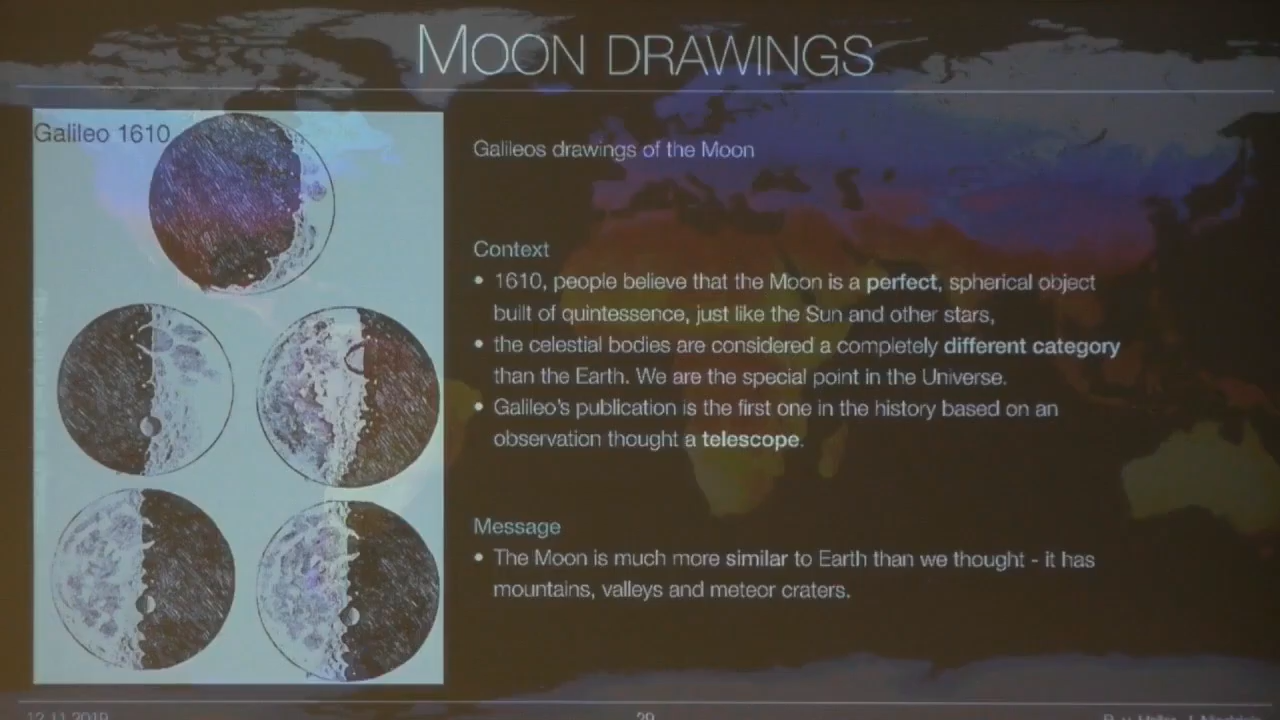 MOON DRAWINGS
Galileo 1610
Galileos drawings of the Moon
Context
• 1610, people believe that the Moon is a perfect, spherical object
built of quintessence, just like the Sun and other stars,
• the celestial bodies are considered a completely different category
than the Earth. We are the special point in the Universe.
• Galileo's publication is the first one in the history based on an
observation thought a telescope.
Message
• The Moon is much more similar to Earth than we thought - it has
mountains, valleys and meteor craters.
12.11.2019